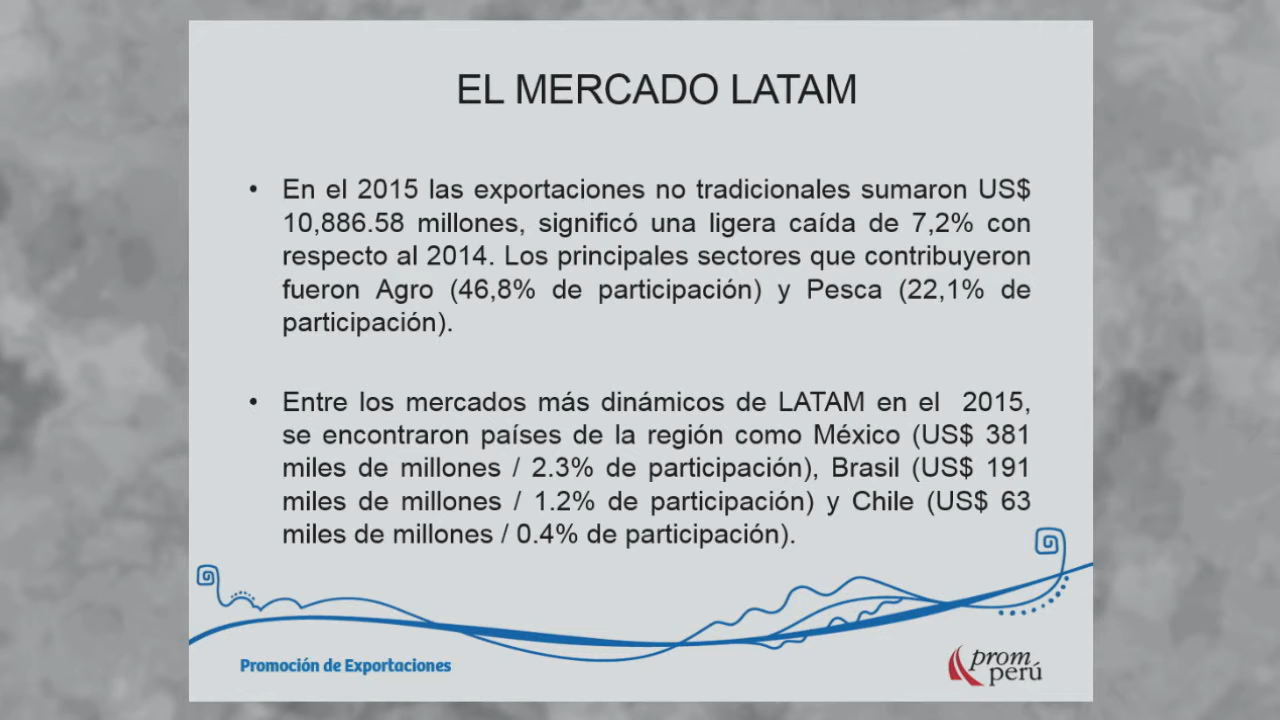 EL MERCADO LATAM
• En el 2015 las exportaciones no tradicionales sumaron US$
10,886.58 millones, significó una ligera caída de 7,2% con
respecto al 2014. Los principales sectores que contribuyeron
fueron Agro (46,8% de participación) y Pesca (22,1% de
participación).
• Entre los mercados más dinámicos de LATAM en el 2015,
se encontraron países de la región como México (US$ 381
miles de millones / 2.3% de participación), Brasil (US$ 191
miles de millones / 1.2% de participación) y Chile (US$ 63
miles de millones / 0.4% de participación).
Promoción de Exportaciones
prom
perú